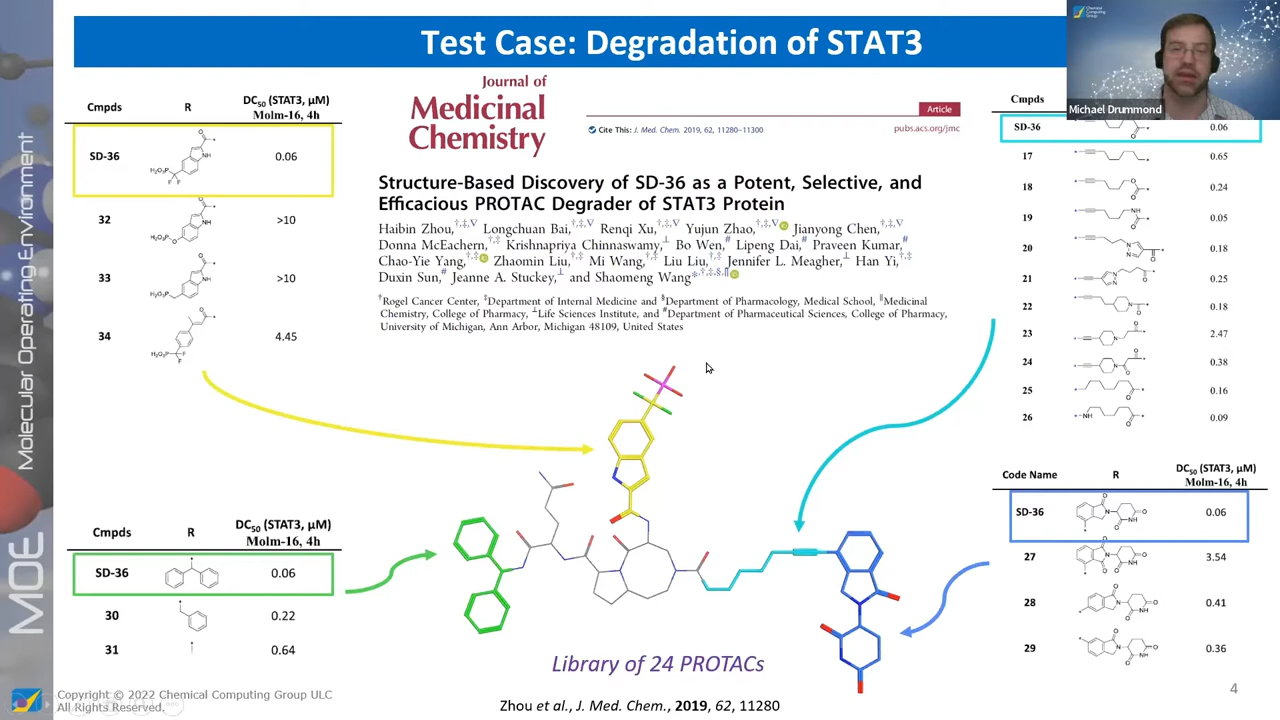 Test Case: Degradation of STAT3
Chemical
Computing
Group
Michael Drummond
Molecular Operating Environment
MOE
Cmpds R DC50 (STAT3, μM)
Molm-16, 4h
SD-36 0.06
32 >10
33 >10
34 4.45
Journal of
Medicinal
Chemistry
Article
Cite This: J. Med. Chem. 2019, 62, 11280−11300
pubs.acs.org/jmc
Structure-Based Discovery of SD-36 as a Potent, Selective, and
Efficacious PROTAC Degrader of STAT3 Protein
Haibin Zhou,†,‡,∇ Longchuan Bai,†,‡,∇ Renqi Xu,†,‡,∇ Yujun Zhao,†,‡,∇ Jianyong Chen,†,‡,∇
Donna McEachern,†,‡ Krishnapriya Chinnaswamy,⊥ Bo Wen,# Lipeng Dai,# Praveen Kumar,#
Chao-Yie Yang,†,‡ Zhaomin Liu,†,‡ Mi Wang,†,‡ Liu Liu,†,‡ Jennifer L. Meagher,⊥ Han Yi,†,‡
Duxin Sun,# Jeanne A. Stuckey,⊥ and Shaomeng Wang*,†,‡,§,∥
†Rogel Cancer Center, ‡Department of Internal Medicine and §Department of Pharmacology, Medical School, ∥Medicinal
Chemistry, College of Pharmacy, ⊥Life Sciences Institute, and #Department of Pharmaceutical Sciences, College of Pharmacy,
University of Michigan, Ann Arbor, Michigan 48109, United States
Cmpds
SD-36 0.06
17 0.65
18 0.24
19 0.05
20 0.18
21 0.25
22 0.18
23 2.47
24 0.38
25 0.16
26 0.09
Code Name R DC50 (STAT3, μM)
Molm-16, 4h
SD-36 0.06
27 3.54
28 0.41
29 0.36
Cmpds R DC50 (STAT3, μM)
Molm-16, 4h
SD-36 0.06
30 0.22
31 0.64
Library of 24 PROTACs
Zhou et al., J. Med. Chem., 2019, 62, 11280
Copyright © 2022 Chemical Computing Group ULC
All Rights Reserved.
4